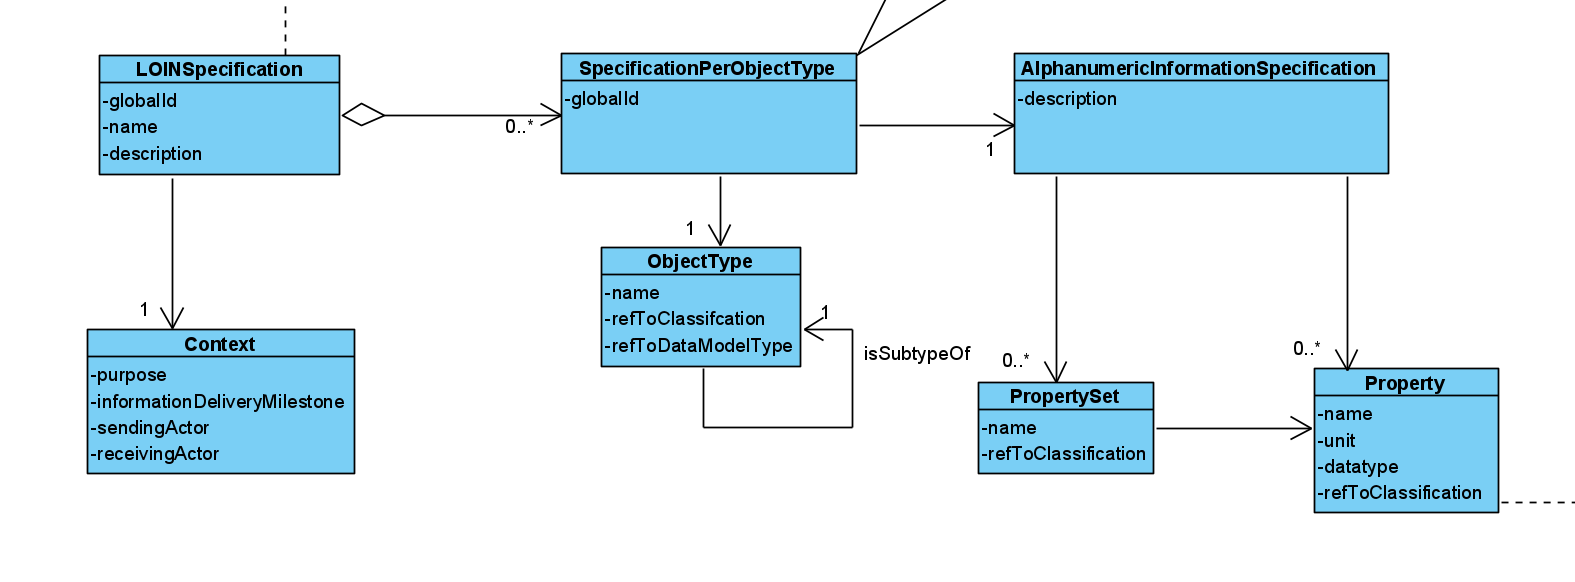 LOINSpecification
-globalId
-name
-description
0..*
SpecificationPerObjectType
-globalId
1
AlphanumericInformationSpecification
-description
1
Context
-purpose
-informationDeliveryMilestone
-sendingActor
-receivingActor
1
ObjectType
-name
-refToClassifcation
-refToDataModelType
1
isSubtypeOf
0..*
PropertySet
-name
-refToClassification
0..*
Property
-name
-unit
-datatype
-refToClassification